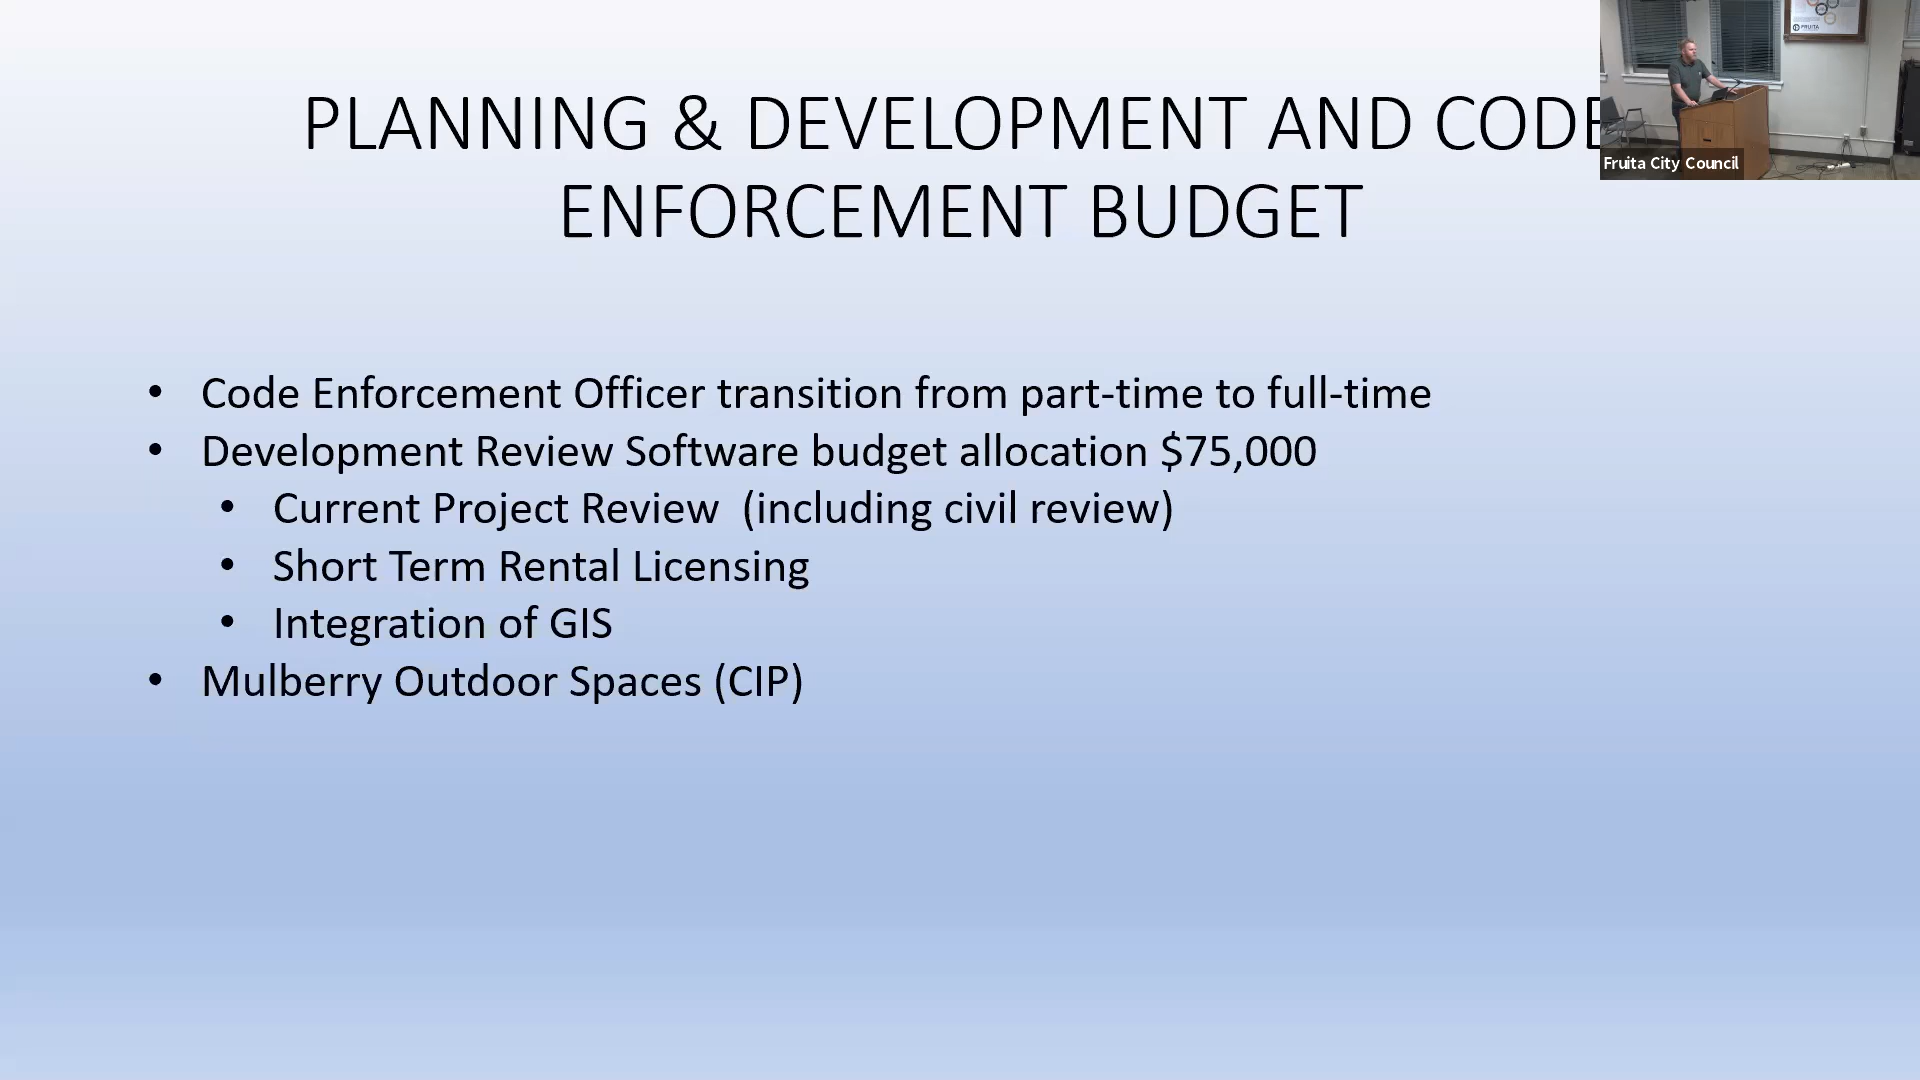 PLANNING & DEVELOPMENT AND CODE
ENFORCEMENT BUDGET
FRUITA
Fruita City Council
• Code Enforcement Officer transition from part-time to full-time
• Development Review Software budget allocation $75,000
• Current Project Review (including civil review)
• Short Term Rental Licensing
• Integration of GIS
• Mulberry Outdoor Spaces (CIP)